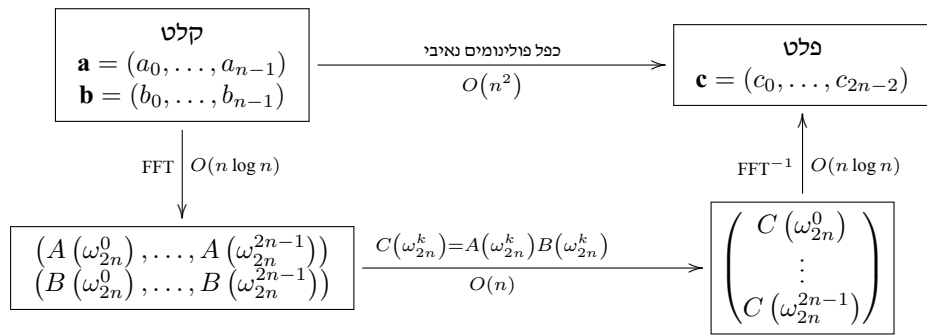 קלט
a = (a_0, . . . , a_{n−1})
b = (b_0, . . . , b_{n−1})
כפל פולינומים נאיבי
O(n^2)
פלט
c = (c_0, . . . , c_{2n−2})
FFT O(n log n)
FFT^{−1} O(n log n)
(A (ω_{2n}^0) , . . . , A (ω_{2n}^{2n−1}))
(B (ω_{2n}^0) , . . . , B (ω_{2n}^{2n−1}))
C(ω_{2n}^k)=A(ω_{2n}^k)B(ω_{2n}^k)
O(n)
C (ω_{2n}^0)
⋮
C (ω_{2n}^{2n−1})